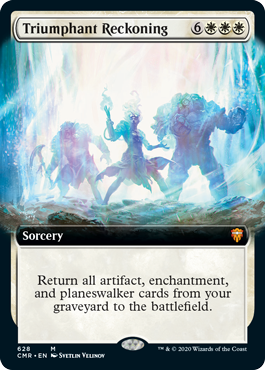 Triumphant Reckoning 6
Sorcery
Return all artifact, enchantment,
and planeswalker cards from your
graveyard to the battlefield.
628 M
CMR • EN SVETLIN VELINOV
™ & © 2020 Wizards of the Coast